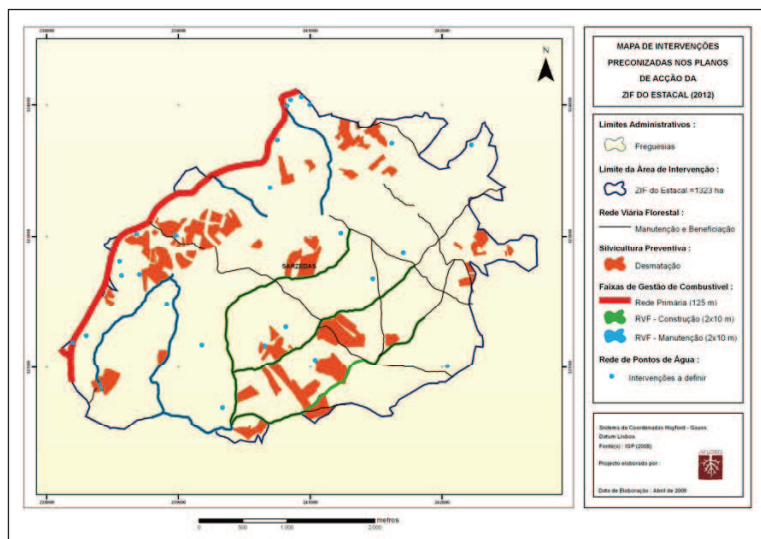 N
SARZEDAS
metros
0 500 1.000 2.000
MAPA DE INTERVENÇÕES
PRECONIZADAS NOS PLANOS
DE ACÇÃO DA
ZIF DO ESTACAL (2012)
Limites Administrativos :
Freguesias
Limite da Área de Intervenção :
ZIF do Estacal =1323 ha
Rede Viária Florestal :
Manutenção e Beneficiação
Silvicultura Preventiva :
Desmatação
Faixas de Gestão de Combustível :
Rede Primária (125 m)
RVF - Construção (2x10 m)
RVF - Manutenção (2x10 m)
Rede de Pontos de Água :
Intervenções a definir
Sistema de Coordenadas Hayford - Gauss
Datum Lisboa
Fonte(s) : IGP (2008)
Projecto elaborado por :
Data de Elaboração : Abril de 2009